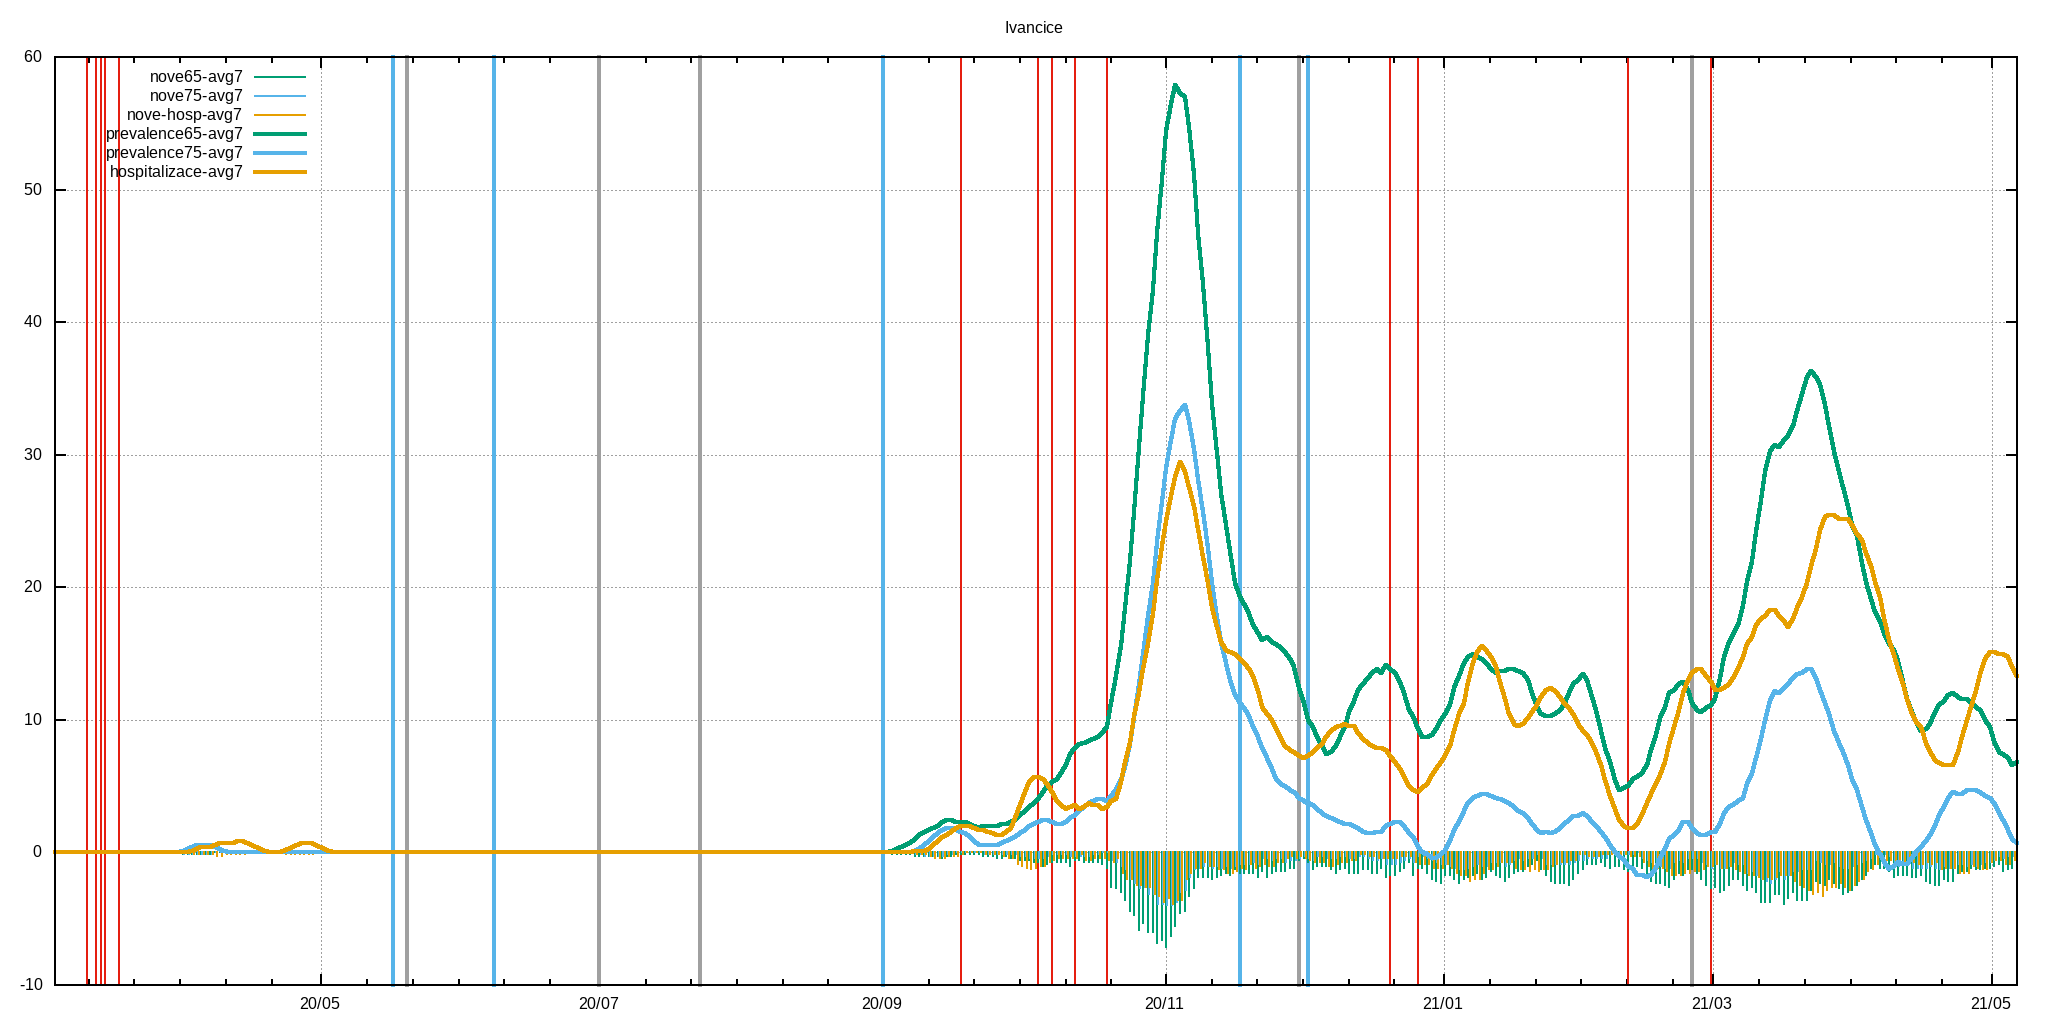 Ivancice
nove65-avg7
nove75-avg7
nove-hosp-avg7
prevalence65-avg7
prevalence75-avg7
hospitalizace-avg7
60
50
40
30
20
10
0
-10
20/05 20/07 20/09 20/11 21/01 21/03 21/05